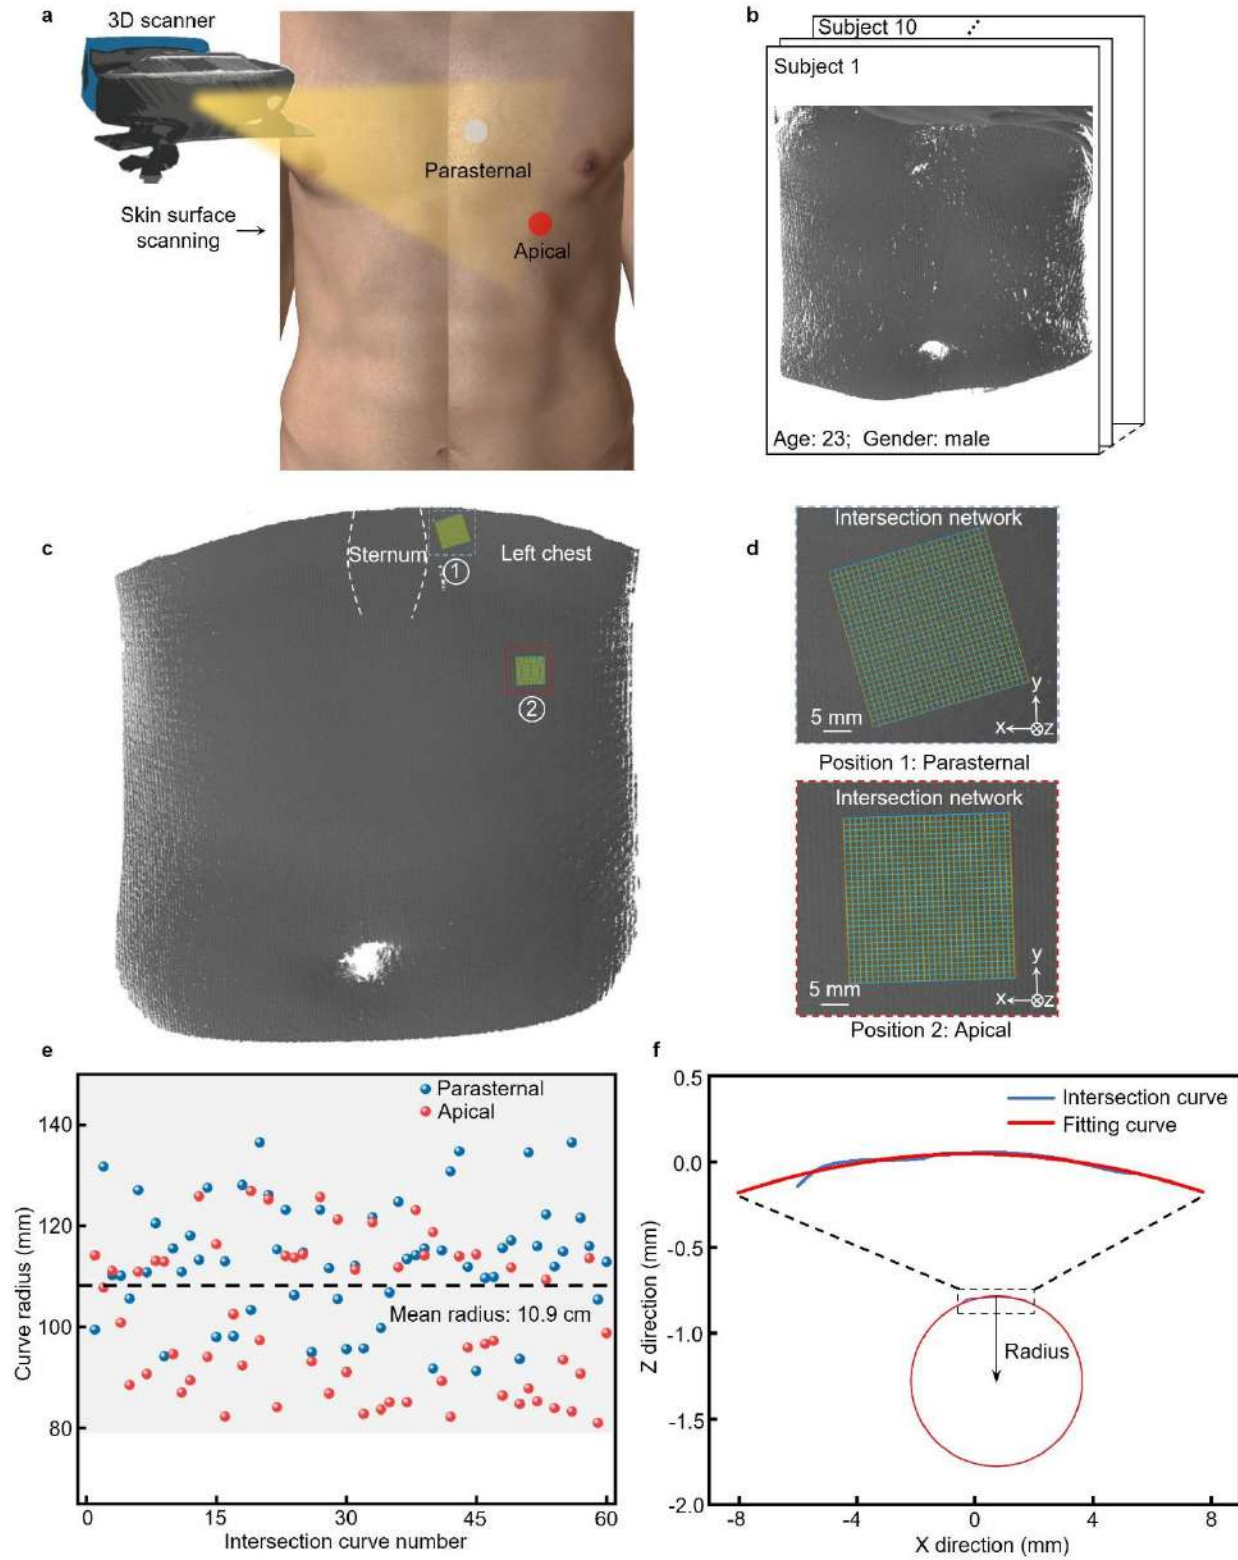 a
3D scanner
Parasternal
Skin surface
scanning
Apical
b
Subject 10
Subject 1
Age: 23; Gender: male
c
Sternum
Left chest
1
2
d
Intersection network
y
5 mm
x
z
Position 1: Parasternal
Intersection network
y
5 mm
x
z
Position 2: Apical
e
Parasternal
Apical
140
120
100
80
Mean radius: 10.9 cm
Curve radius (mm)
0 15 30 45 60
Intersection curve number
f
0.5
0.0
-0.5
-1.0
-1.5
-2.0
Intersection curve
Fitting curve
Radius
Z direction (mm)
-8 -4 0 4 8
X direction (mm)